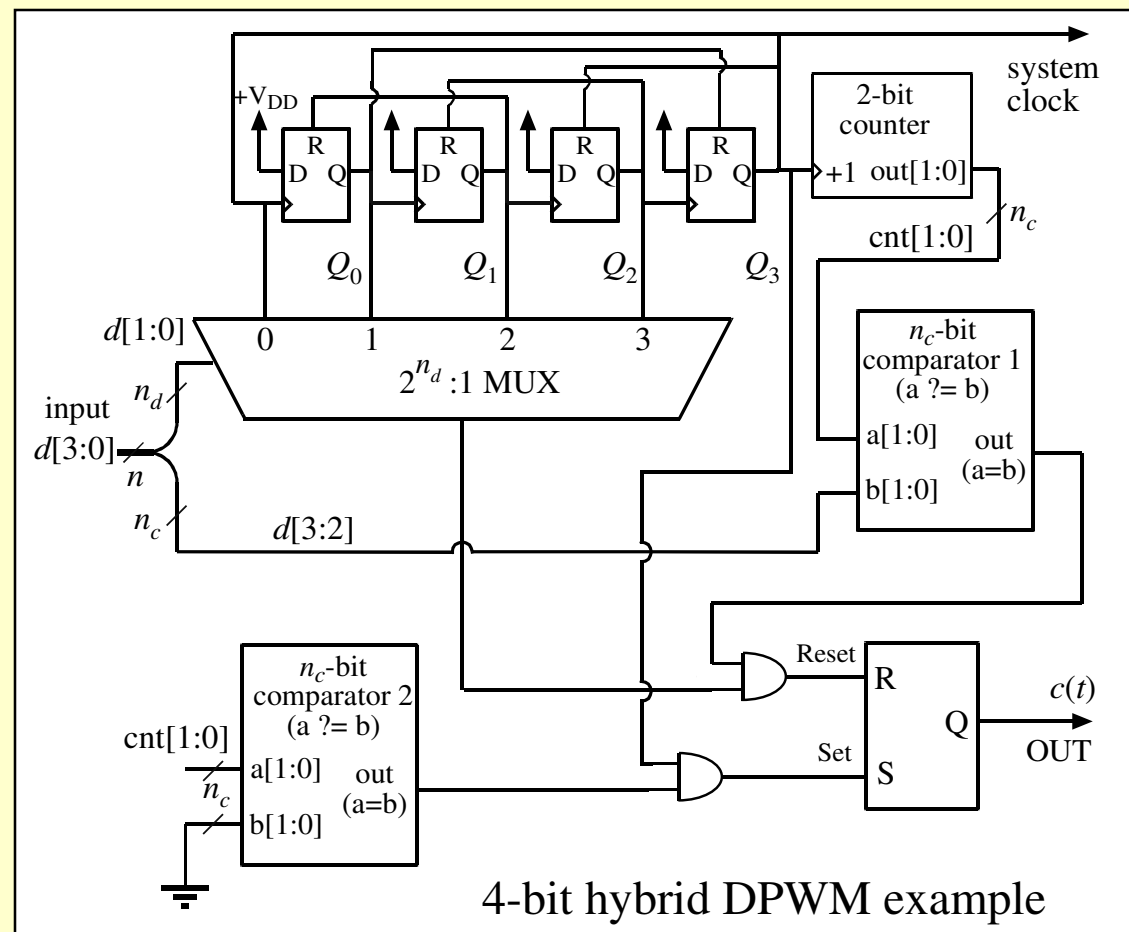 system
clock
+V_DD
2-bit
counter
R
R
R
R
D Q
D Q
D Q
D Q
+1 out[1:0]
n_c
cnt[1:0]
Q_0
Q_1
Q_2
Q_3
d[1:0]
0
1
2
3
2^{n_d} :1 MUX
n_d
input
d[3:0]
n
n_c
d[3:2]
n_c-bit
comparator 1
(a ?= b)
a[1:0]
out
(a=b)
b[1:0]
n_c-bit
comparator 2
(a ?= b)
cnt[1:0]
a[1:0]
out
(a=b)
n_c
b[1:0]
Reset
R
Q
Set
S
c(t)
OUT
4-bit hybrid DPWM example